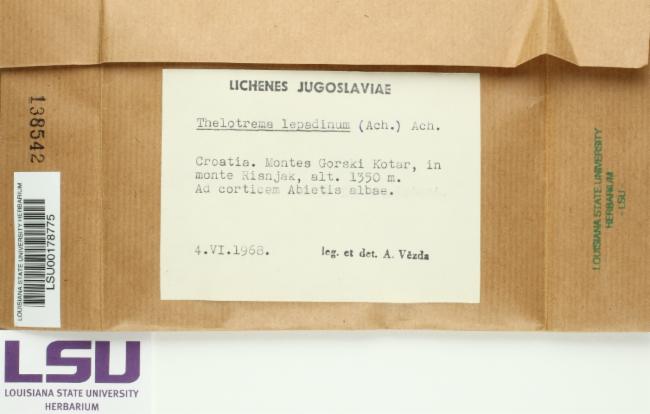 LICHENES JUGOSLAVIAE
Thelotrema lepadinum (Ach.) Ach.
Croatia. Montes Gorski Kotar, in
monte Risnjak, alt. 1350 m.
Ad corticem Abietis albae.
4.VI.1968.
leg. et det. A. Vězda
138542
LOUISIANA STATE UNIVERSITY HERBARIUM
LSU00178775
LOUISIANA STATE UNIVERSITY
HERBARIUM
- LSU
LSU
LOUISIANA STATE UNIVERSITY
HERBARIUM